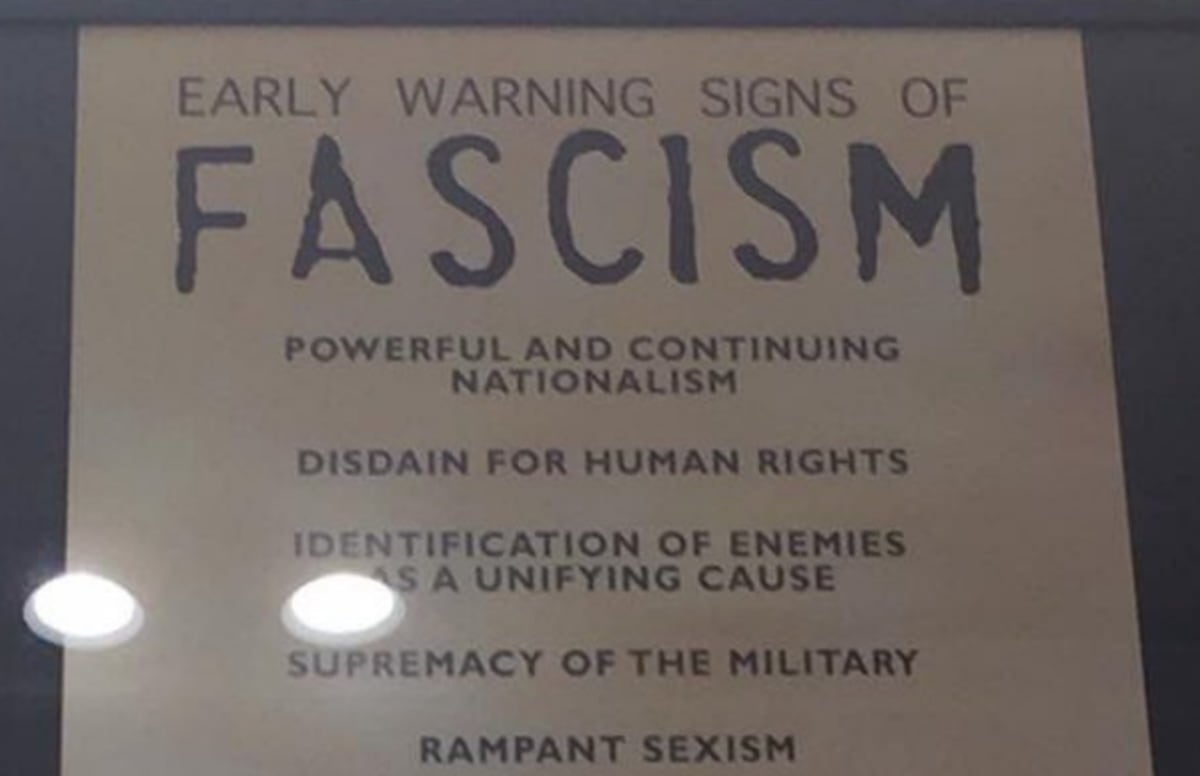 EARLY WARNING SIGNS OF
FASCISM
POWERFUL AND CONTINUING
NATIONALISM
DISDAIN FOR HUMAN RIGHTS
IDENTIFICATION OF ENEMIES
AS A UNIFYING CAUSE
SUPREMACY OF THE MILITARY
RAMPANT SEXISM